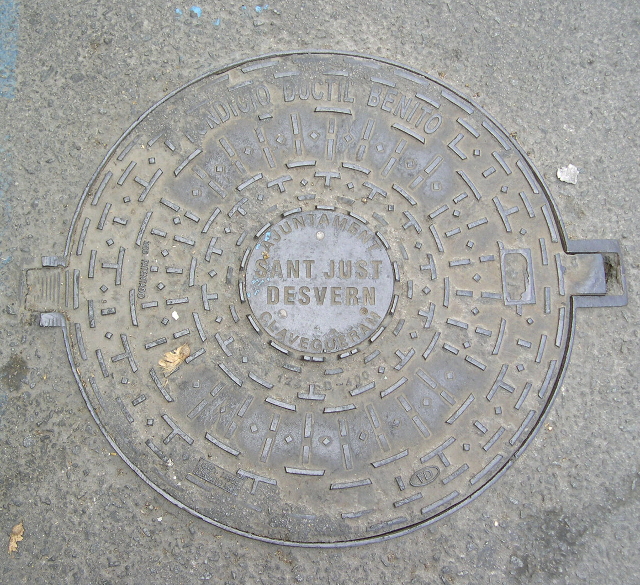 FUNDICIO DUCTIL BENITO
AJUNTAMENT
SANT JUST
DESVERN
CLAVEGUERAM